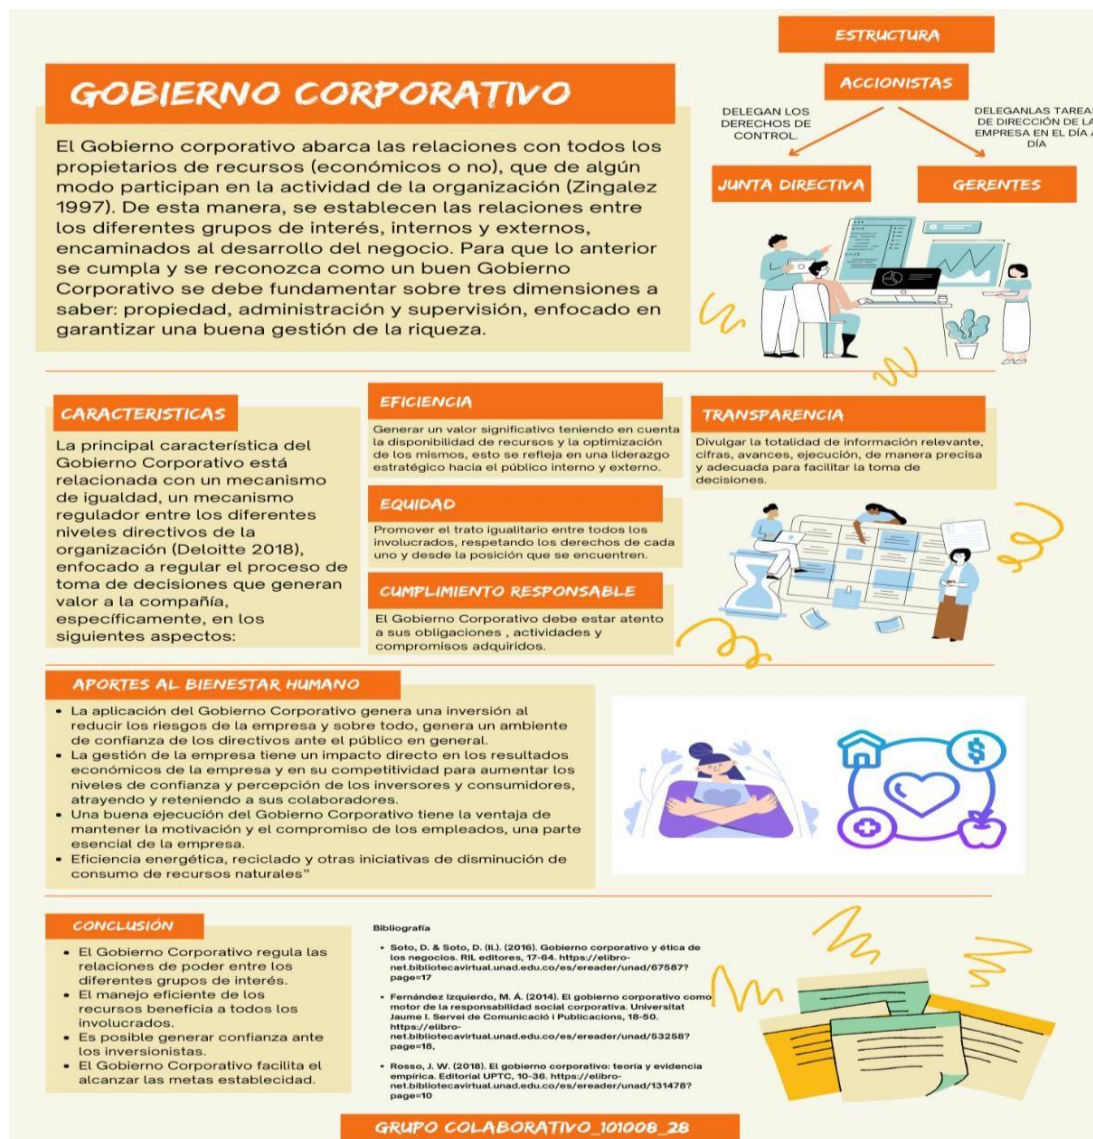 GOBIERNO CORPORATIVO
El Gobierno corporativo abarca las relaciones con todos los
propietarios de recursos (económicos o no), que de algún
modo participan en la actividad de la organización (Zingalez
1997). De esta manera, se establecen las relaciones entre
los diferentes grupos de interés, internos y externos,
encaminados al desarrollo del negocio. Para que lo anterior
se cumpla y se reconozca como un buen Gobierno
Corporativo se debe fundamentar sobre tres dimensiones a
saber: propiedad, administración y supervisión, enfocado en
garantizar una buena gestión de la riqueza.
ESTRUCTURA
ACCIONISTAS
DELEGAN LOS
DERECHOS DE
CONTROL.
DELEGANLAS TAREAS
DE DIRECCIÓN DE LA
EMPRESA EN EL DÍA A
DÍA
JUNTA DIRECTIVA
GERENTES
CARACTERISTICAS
La principal característica del
Gobierno Corporativo está
relacionada con un mecanismo
de igualdad, un mecanismo
regulador entre los diferentes
niveles directivos de la
organización (Deloitte 2018),
enfocado a regular el proceso de
toma de decisiones que generan
valor a la compañía,
específicamente, en los
siguientes aspectos:
EFICIENCIA
Generar un valor significativo teniendo en cuenta
la disponibilidad de recursos y la optimización
de los mismos, esto se refleja en una liderazgo
estratégico hacia el público interno y externo.
EQUIDAD
Promover el trato igualitario entre todos los
involucrados, respetando los derechos de cada
uno y desde la posición que se encuentren.
CUMPLIMIENTO RESPONSABLE
El Gobierno Corporativo debe estar atento
a sus obligaciones , actividades y
compromisos adquiridos.
TRANSPARENCIA
Divulgar la totalidad de información relevante,
cifras, avances, ejecución, de manera precisa
y adecuada para facilitar la toma de
decisiones.
APORTES AL BIENESTAR HUMANO
• La aplicación del Gobierno Corporativo genera una inversión al
reducir los riesgos de la empresa y sobre todo, genera un ambiente
de confianza de los directivos ante el público en general.
• La gestión de la empresa tiene un impacto directo en los resultados
económicos de la empresa y en su competitividad para aumentar los
niveles de confianza y percepción de los inversores y consumidores,
atrayendo y reteniendo a sus colaboradores.
• Una buena ejecución del Gobierno Corporativo tiene la ventaja de
mantener la motivación y el compromiso de los empleados, una parte
esencial de la empresa.
• Eficiencia energética, reciclado y otras iniciativas de disminución de
consumo de recursos naturales”
CONCLUSIÓN
• El Gobierno Corporativo regula las
relaciones de poder entre los
diferentes grupos de interés.
• El manejo eficiente de los
recursos beneficia a todos los
involucrados.
• Es posible generar confianza ante
los inversionistas.
• El Gobierno Corporativo facilita el
alcanzar las metas establecidad.
Bibliografía
• Soto, D. & Soto, D. (II.). (2016). Gobierno corporativo y ética de
los negocios. RIL editores, 17-64. https://elibro-
net.bibliotecavirtual.unad.edu.co/es/ereader/unad/67587?
page=17
• Fernández Izquierdo, M. Á. (2014). El gobierno corporativo como
motor de la responsabilidad social corporativa. Universitat
Jaume I. Servei de Comunicació i Publicacions, 18-50.
https://elibro-
net.bibliotecavirtual.unad.edu.co/es/ereader/unad/53258?
page=18,
• Rosso, J. W. (2018). El gobierno corporativo: teoría y evidencia
empírica. Editorial UPTC, 10-36. https://elibro-
net.bibliotecavirtual.unad.edu.co/es/ereader/unad/131478?
page=10
GRUPO COLABORATIVO_101008_28